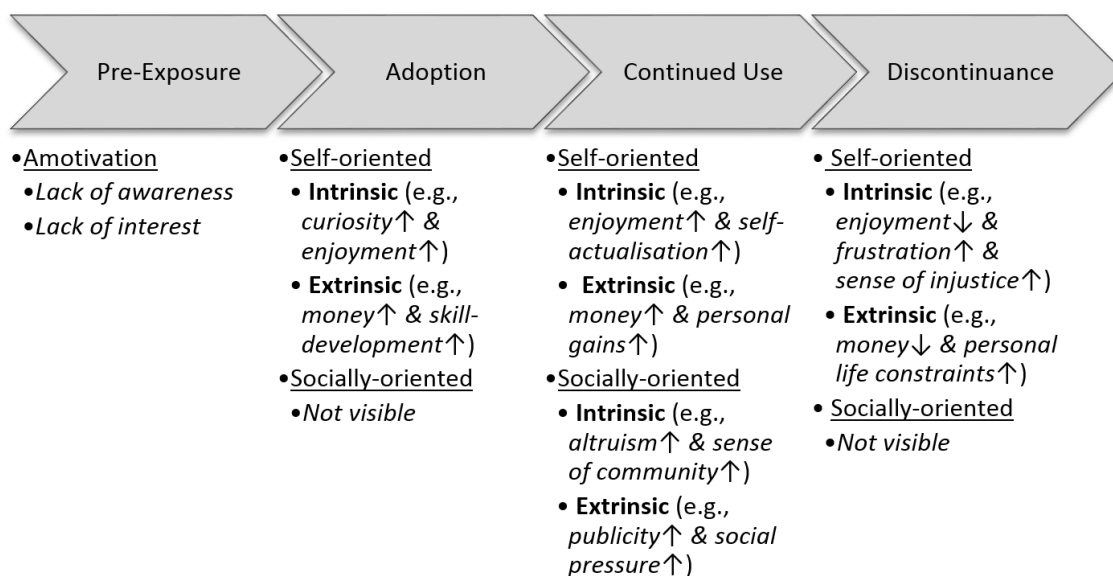 Pre-Exposure
Adoption
Continued Use
Discontinuance
•Amotivation
•Lack of awareness
•Lack of interest
•Self-oriented
• Intrinsic (e.g.,
curiosity↑ &
enjoyment↑)
• Extrinsic (e.g.,
money↑ & skill-
development↑)
•Socially-oriented
•Not visible
•Self-oriented
• Intrinsic (e.g.,
enjoyment↑ & self-
actualisation↑)
• Extrinsic (e.g.,
money↑ & personal
gains↑)
•Socially-oriented
• Intrinsic (e.g.,
altruism↑ & sense
of community↑)
• Extrinsic (e.g.,
publicity↑ & social
pressure↑)
• Self-oriented
• Intrinsic (e.g.,
enjoyment↓ &
frustration↑ &
sense of injustice↑)
• Extrinsic (e.g.,
money↓ & personal
life constraints↑)
• Socially-oriented
•Not visible